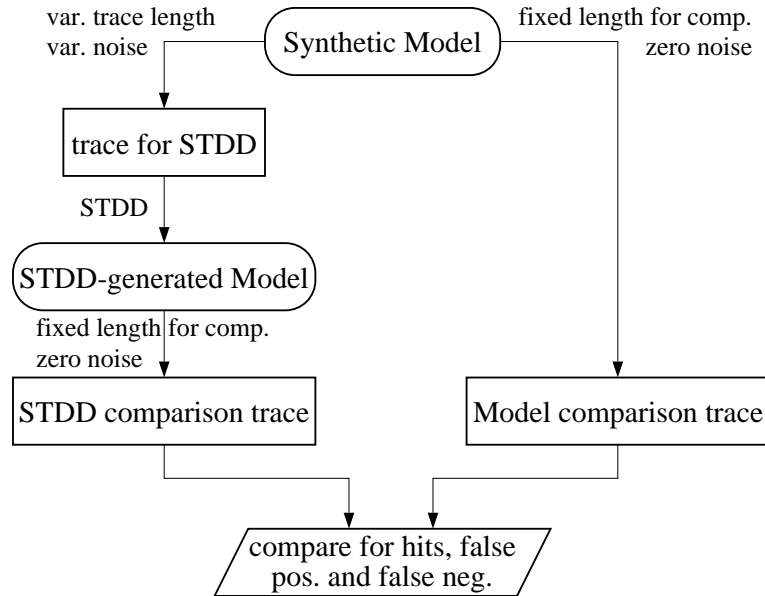 var. trace length
var. noise
Synthetic Model
fixed length for comp.
zero noise
trace for STDD
STDD
STDD-generated Model
fixed length for comp.
zero noise
STDD comparison trace
Model comparison trace
compare for hits, false
pos. and false neg.